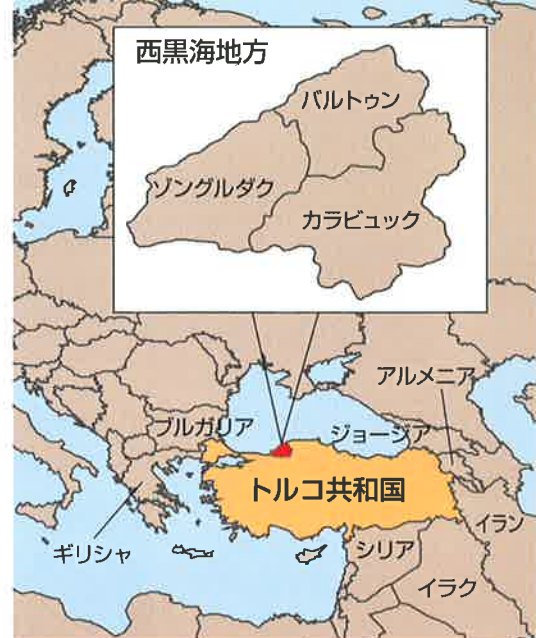 西黒海地方
バルトゥン
ゾングルダク
カラビュック
アルメニア
ブルガリア
ジョージア
トルコ共和国
イラン
ギリシャ
シリア
イラク